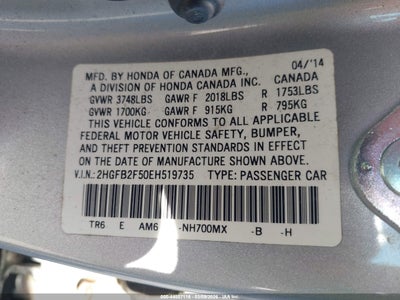 04/'14
MFD. BY HONDA OF CANADA MFG., CANADA
A DIVISION OF HONDA CANADA INC.
GVWR 3748LBS GAWR F 2018LBS R 1753LBS
GVWR 1700KG GAWR F 915KG R 795KG
THIS VEHICLE CONFORMS TO ALL APPLICABLE
FEDERAL MOTOR VEHICLE SAFETY, BUMPER,
AND THEFT PREVENTION STANDARDS IN EFFECT
ON THE DATE OF MANUFACTURE SHOWN ABOVE.
V.I.N.: 2HGFB2F50EH519735 TYPE: PASSENGER CAR
TR6 E NH700MX -B -H